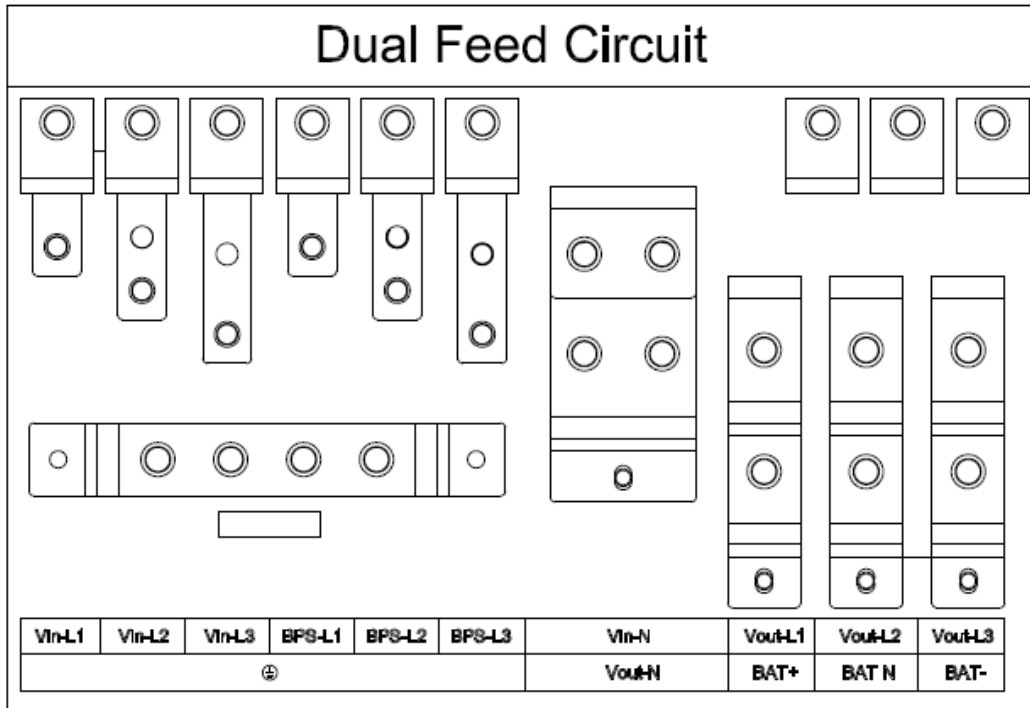 Dual Feed Circuit
Vin-L1 Vin-L2 Vin-L3 BPS-L1 BPS-L2 BPS-L3 Vin-N Vout-L1 Vout-L2 Vout-L3
Vout-N BAT+ BAT N BAT-